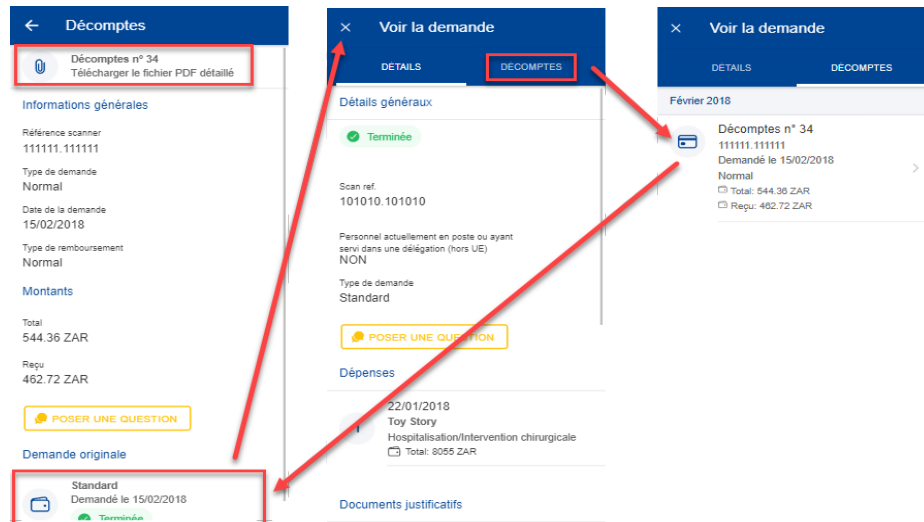 Décomptes
Décomptes n° 34
Télécharger le fichier PDF détaillé
Informations générales
Référence scanner
111111.111111
Type de demande
Normal
Date de la demande
15/02/2018
Type de remboursement
Normal
Montants
Total
544.36 ZAR
Reçu
462.72 ZAR
POSER UNE QUESTION
Demande originale
Standard
Demandé le 15/02/2018
Terminée
Voir la demande
DÉTAILS
DÉCOMPTES
Détails généraux
Terminée
Scan ref.
101010.101010
Personnel actuellement en poste ou ayant
servi dans une délégation (hors UE)
NON
Type de demande
Standard
POSER UNE QUESTION
Dépenses
22/01/2018
Toy Story
Hospitalisation/Intervention chirurgicale
Total: 8055 ZAR
Documents justificatifs
Voir la demande
DÉTAILS
DÉCOMPTES
Février 2018
Décomptes n° 34
111111.111111
Demandé le 15/02/2018
Normal
Total: 544.36 ZAR
Reçu: 462.72 ZAR